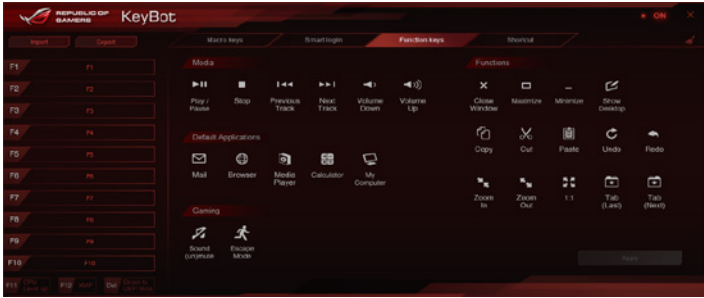 REPUBLIC OF
GAMERS
KeyBot
ON
Import
Export
Macro keys
Smart login
Function keys
Shortcut
F1
F1
F2
F2
F3
F3
F4
F4
F5
F5
F6
F6
F7
F7
F8
F8
F9
F9
F10
F10
F11
CPU
Level up
F12
XMP
Del
Media
Play /
Pause
Stop
Previous
Track
Next
Track
Volume
Down
Volume
Up
Default Applications
Mail
Browser
Media
Player
Calculator
My
Computer
Gaming
Sound
(un)mute
Escape
Mode
Functions
Close
Window
Maximize
Minimize
Show
Desktop
Copy
Cut
Paste
Undo
Redo
Zoom
In
Zoom
Out
1:1
Tab
(Last)
Tab
(Next)
Apply